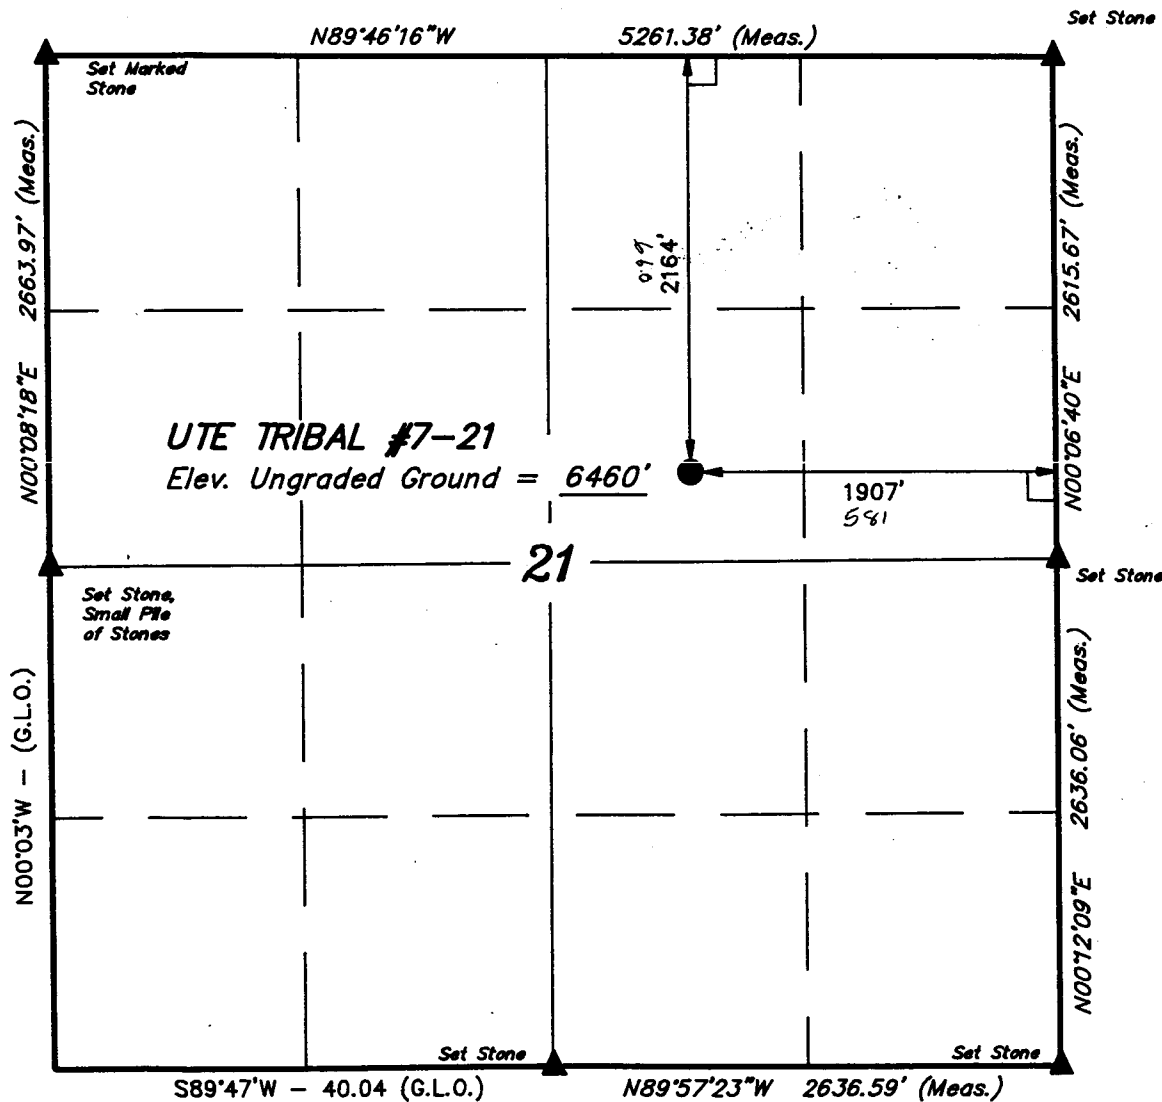 Set Stone
N89°46'16"W 5261.38' (Meas.)
Set Marked
Stone
N00°08'18"E 2663.97' (Meas.)
2164'
N00°06'40"E 2615.67' (Meas.)
UTE TRIBAL #7-21
Elev. Ungraded Ground = 6460'
1907'
581
21
Set Stone
Set Stone,
Small Pile
of Stones
N00°03'W - (G.L.O.)
N00°12'09"E 2636.06' (Meas.)
Set Stone
Set Stone
S89°47'W - 40.04 (G.L.O.)
N89°57'23"W 2636.59' (Meas.)